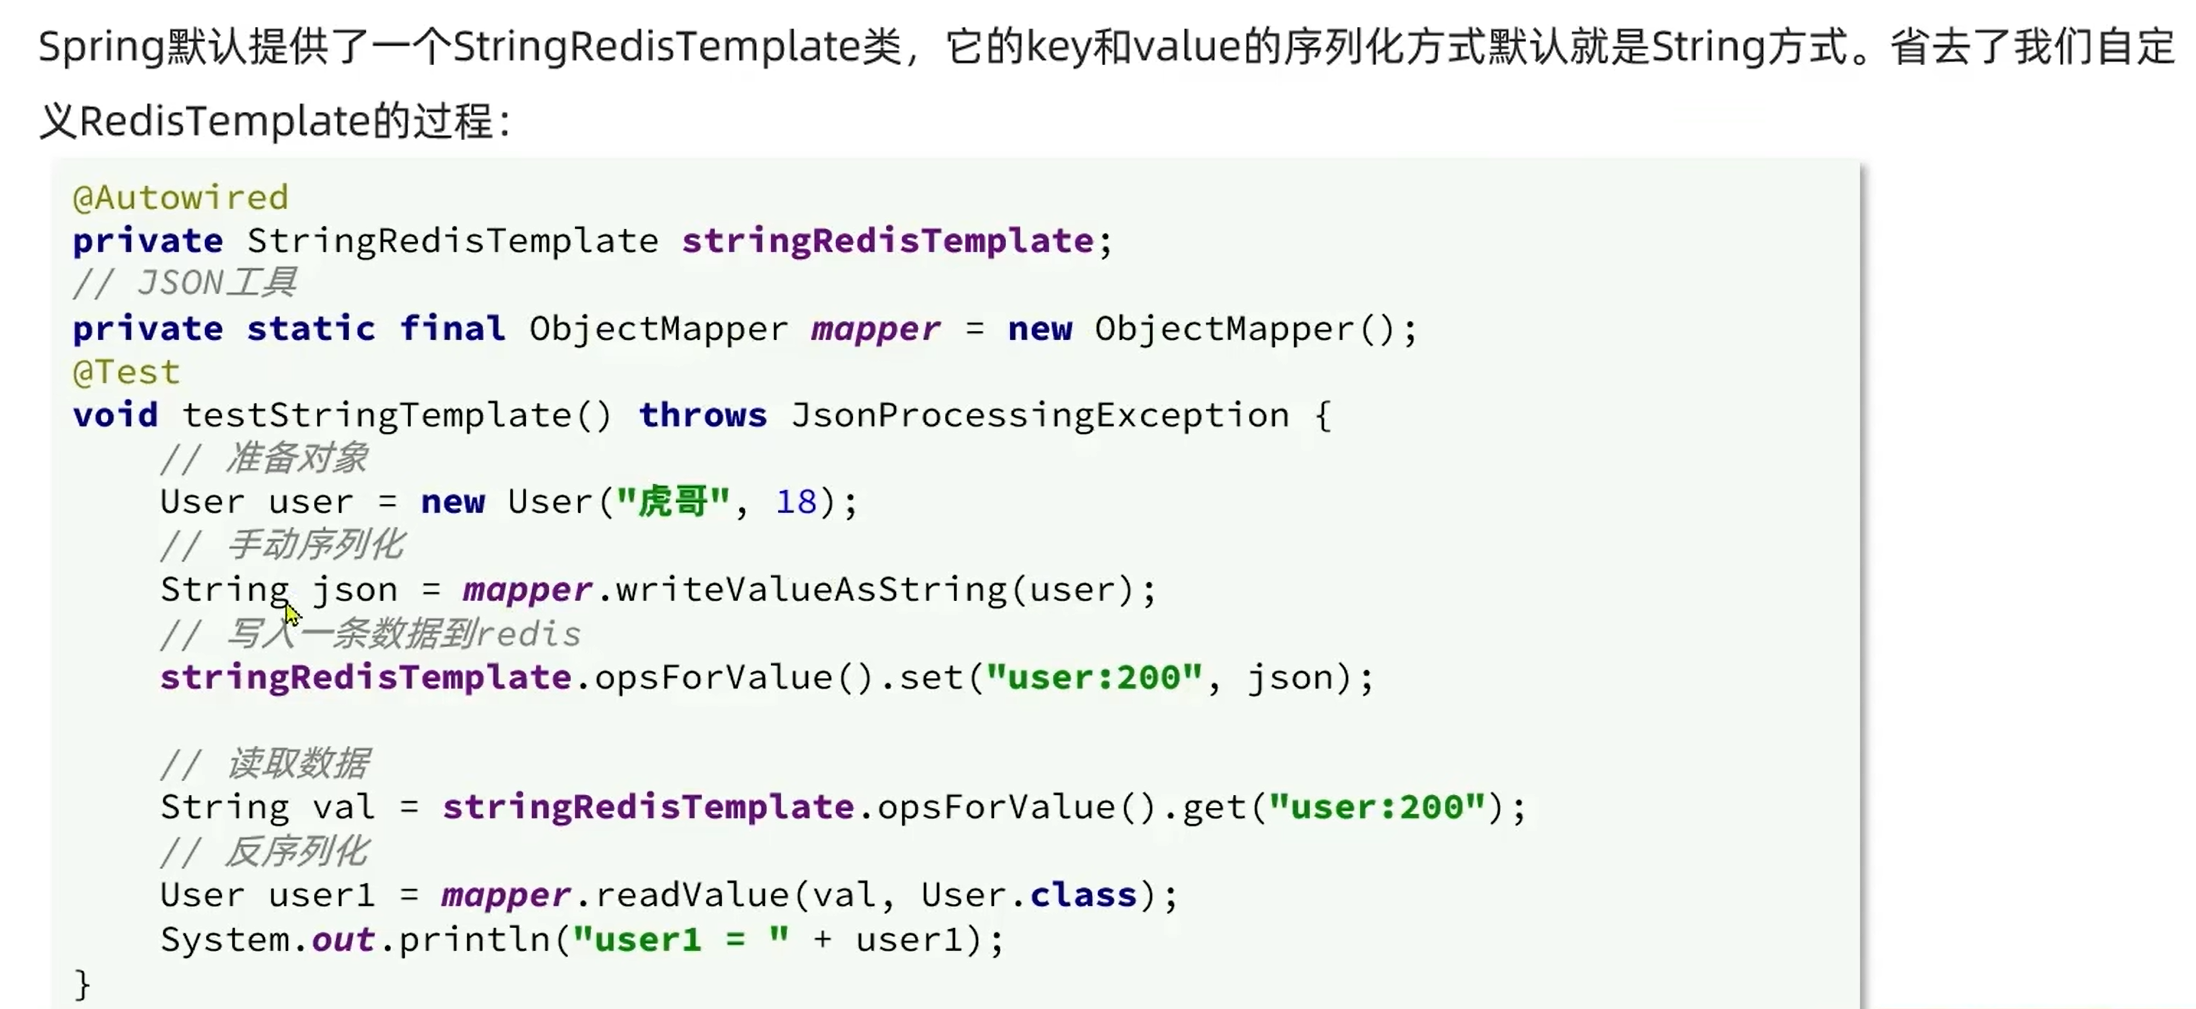 Spring默认提供了一个StringRedisTemplate类，它的key和value的序列化方式默认就是String方式。省去了我们自定
义RedisTemplate的过程：
@Autowired
private StringRedisTemplate stringRedisTemplate;
// JSON工具
private static final ObjectMapper mapper = new ObjectMapper();
@Test
void testStringTemplate() throws JsonProcessingException {
    // 准备对象
    User user = new User("虎哥", 18);
    // 手动序列化
    String json = mapper.writeValueAsString(user);
    // 写入一条数据到redis
    stringRedisTemplate.opsForValue().set("user:200", json);

    // 读取数据
    String val = stringRedisTemplate.opsForValue().get("user:200");
    // 反序列化
    User user1 = mapper.readValue(val, User.class);
    System.out.println("user1 = " + user1);
}